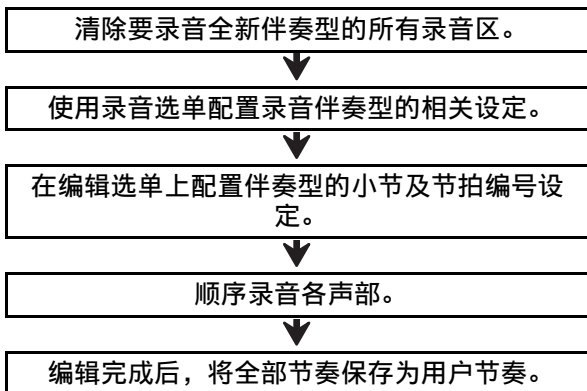 清除要录音全新伴奏型的所有录音区。
使用录音选单配置录音伴奏型的相关设定。
在编辑选单上配置伴奏型的小节及节拍编号设
定。
顺序录音各声部。
编辑完成后，将全部节奏保存为用户节奏。